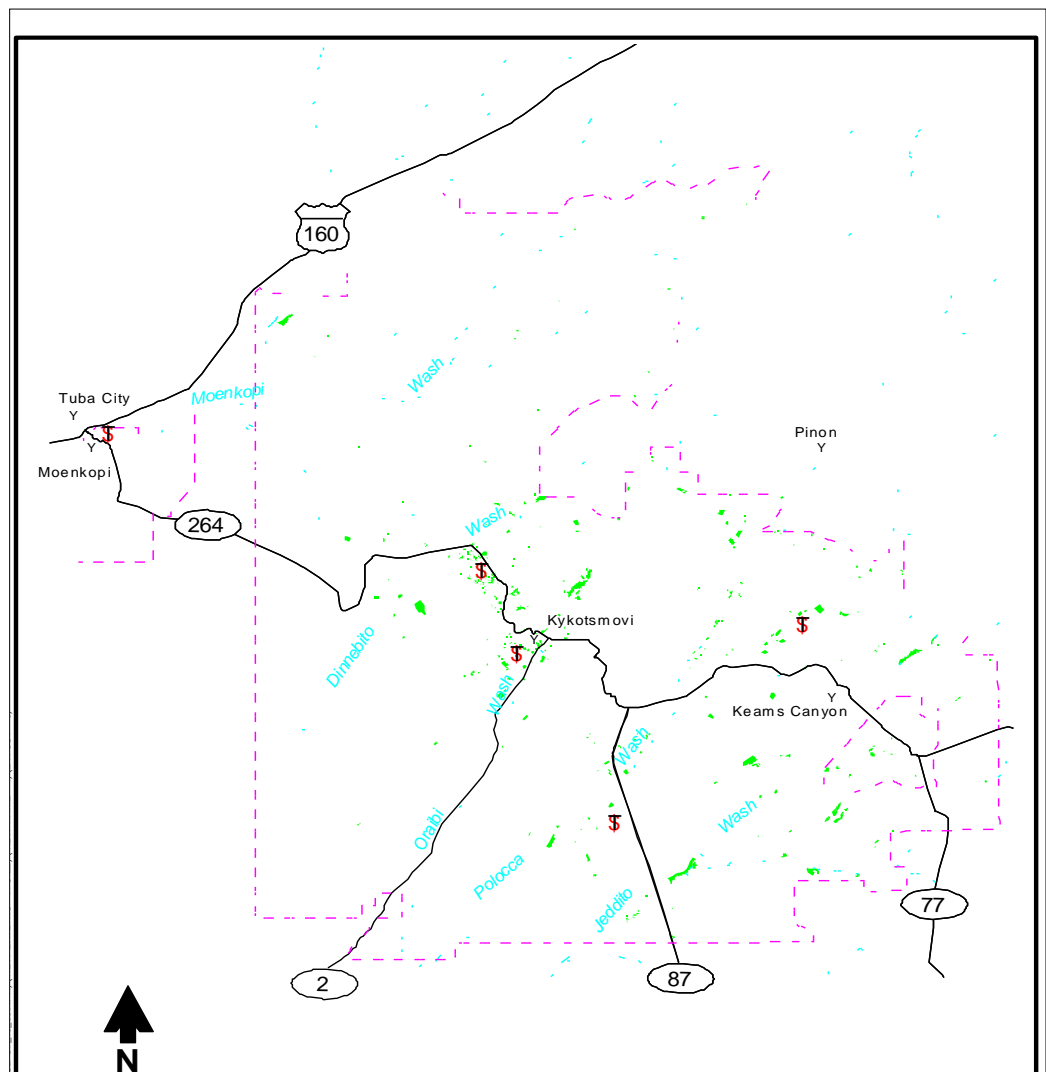 160
Wash
Moenkopi
Tuba City
Y
Y
Moenkopi
Pinon
Y
264
Wash
Kykotsmovi
Y
Dinnebito
Wash
Y
Keams Canyon
Wash
Wash
Oraibi
Polocca
Jeddito
77
2
87
N